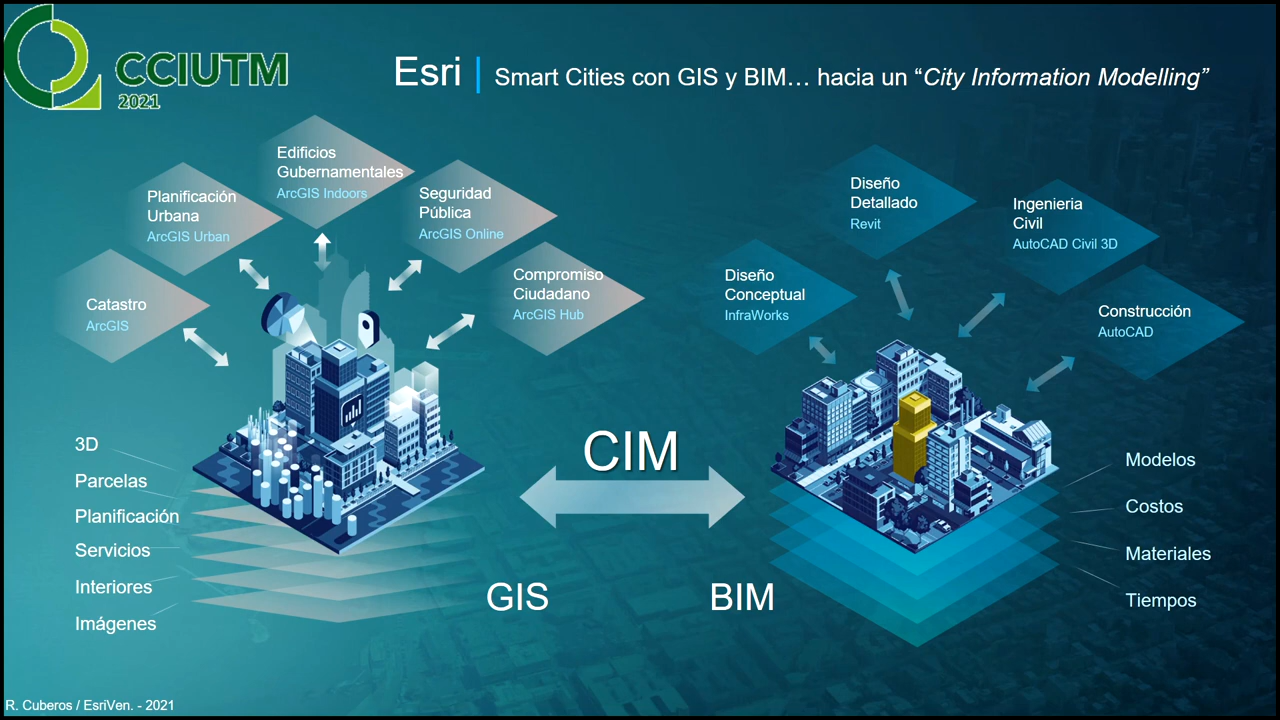 CCIUTM
2021
Esri | Smart Cities con GIS y BIM… hacia un “City Information Modelling”
Edificios
Gubernamentales
ArcGIS Indoors
Planificación
Urbana
ArcGIS Urban
Seguridad
Pública
ArcGIS Online
Catastro
ArcGIS
Compromiso
Ciudadano
ArcGIS Hub
Diseño
Detallado
Revit
Ingenieria
Civil
AutoCAD Civil 3D
Diseño
Conceptual
InfraWorks
Construcción
AutoCAD
3D
Parcelas
Planificación
Servicios
Interiores
Imágenes
CIM
GIS
BIM
Modelos
Costos
Materiales
Tiempos
R. Cuberos / EsriVen. - 2021